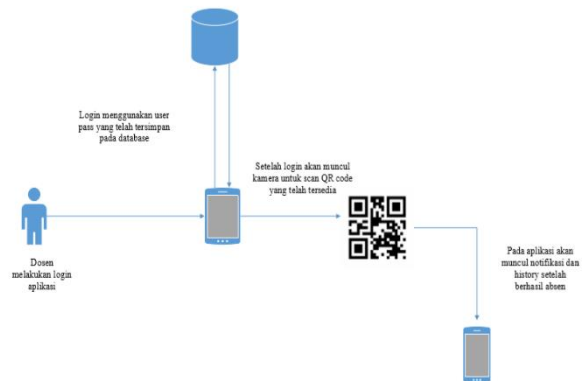 Login menggunakan user
pass yang telah tersimpan
pada database
Setelah login akan muncul
kamera untuk scan QR code
yang telah tersedia
Dosen
melakukan login
aplikasi
Pada aplikasi akan
muncul notifikasi dan
history setelah
berhasil absen